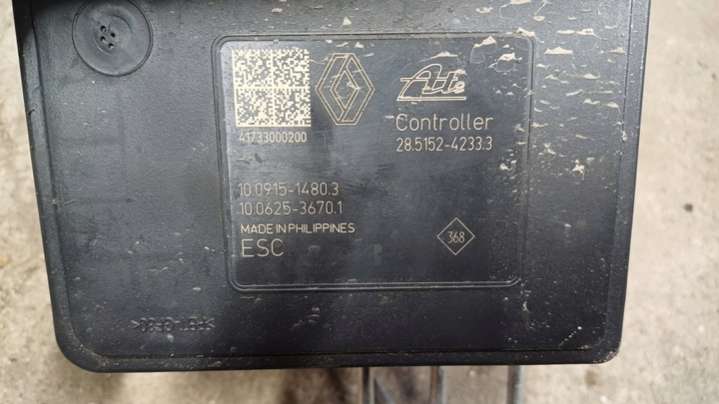 Ate
Controller
28.5152-4233.3
41733000200
10.0915-1480.3
10.0625-3670.1
MADE IN PHILIPPINES
ESC
368